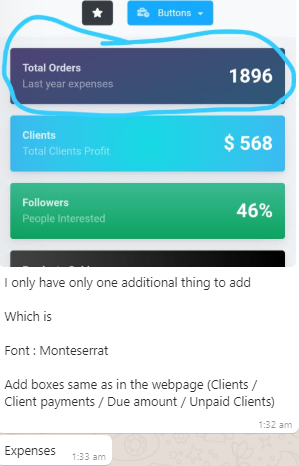 Buttons
Total Orders
Last year expenses
1896
Clients
Total Clients Profit
$ 568
Followers
People Interested
46%
I only have only one additional thing to add
Which is
Font : Monteserrat
Add boxes same as in the webpage (Clients /
Client payments / Due amount / Unpaid Clients)
1:32 am
Expenses
1:33 am